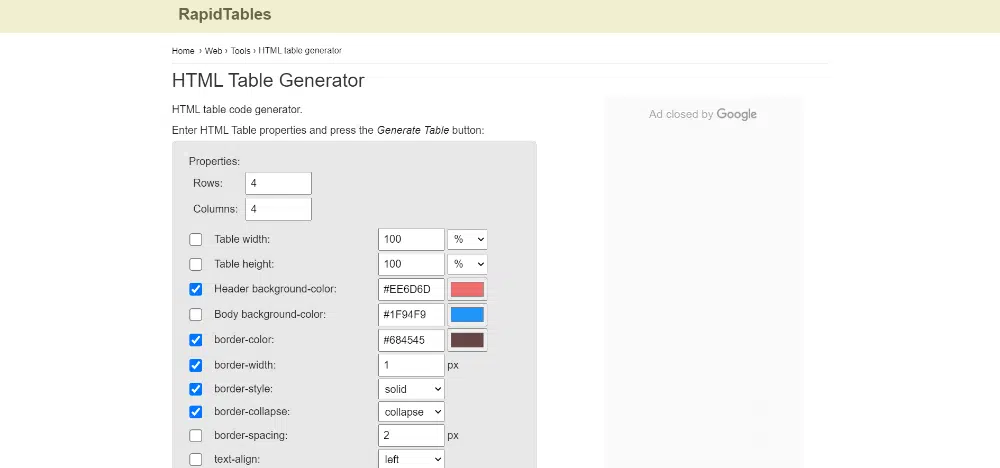 RapidTables
Home › Web › Tools › HTML table generator
HTML Table Generator
HTML table code generator.
Enter HTML Table properties and press the Generate Table button:
Ad closed by Google
Properties:
Rows: 4
Columns: 4
Table width: 100 %
Table height: 100 %
Header background-color: #EE6D6D
Body background-color: #1F94F9
border-color: #684545
border-width: 1 px
border-style: solid
border-collapse: collapse
border-spacing: 2 px
text-align: left